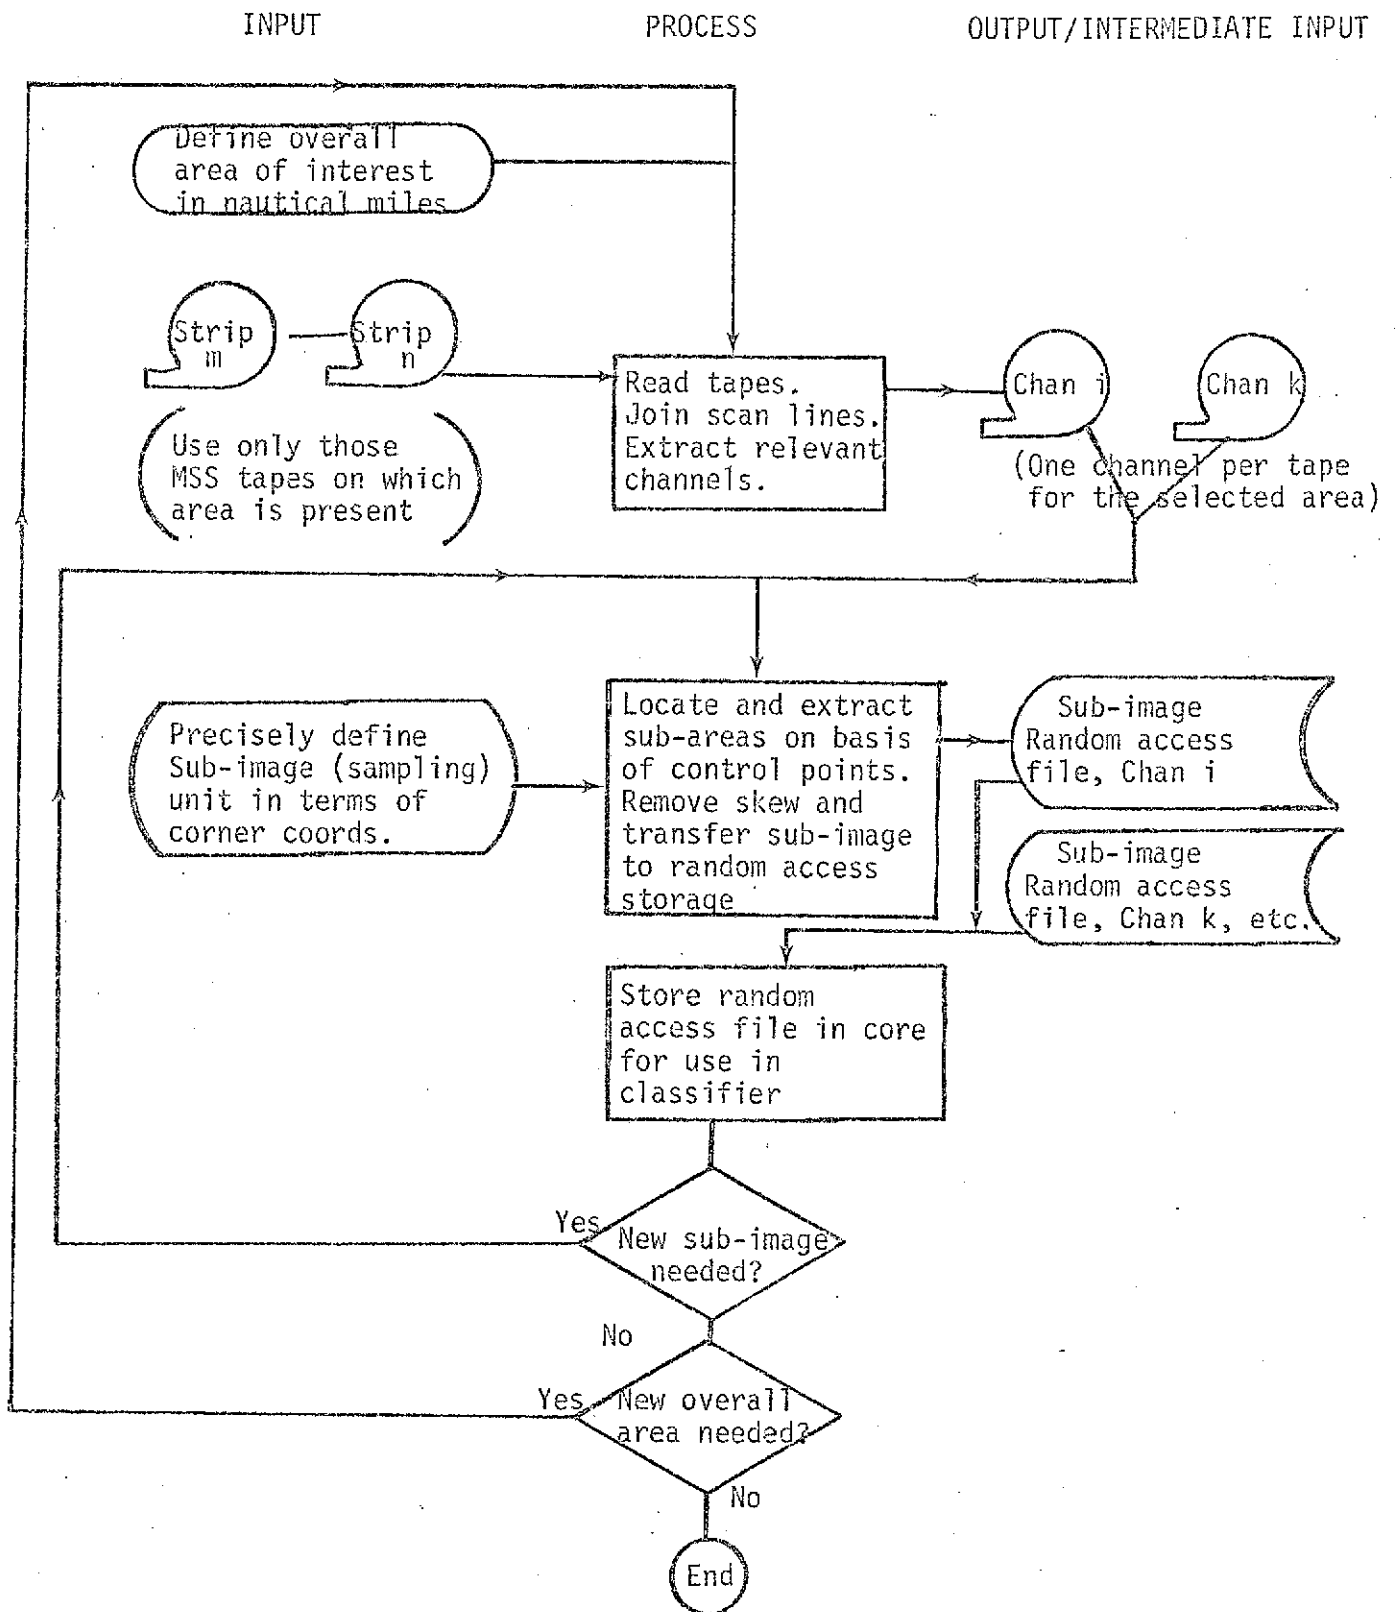 INPUT
PROCESS
OUTPUT/INTERMEDIATE INPUT
Define overall
area of interest
in nautical miles
Strip
m
Strip
n
Read tapes.
Join scan lines.
Extract relevant
channels.
Chan i
Chan k
(One channel per tape
for the selected area)
Use only those
MSS tapes on which
area is present
Precisely define
Sub-image (sampling)
unit in terms of
corner coords.
Locate and extract
sub-areas on basis
of control points.
Remove skew and
transfer sub-image
to random access
storage
Sub-image
Random access
file, Chan i
Sub-image
Random access
file, Chan k, etc.
Store random
access file in core
for use in
classifier
Yes
New sub-image
needed?
No
Yes
New overall
area needed?
No
End